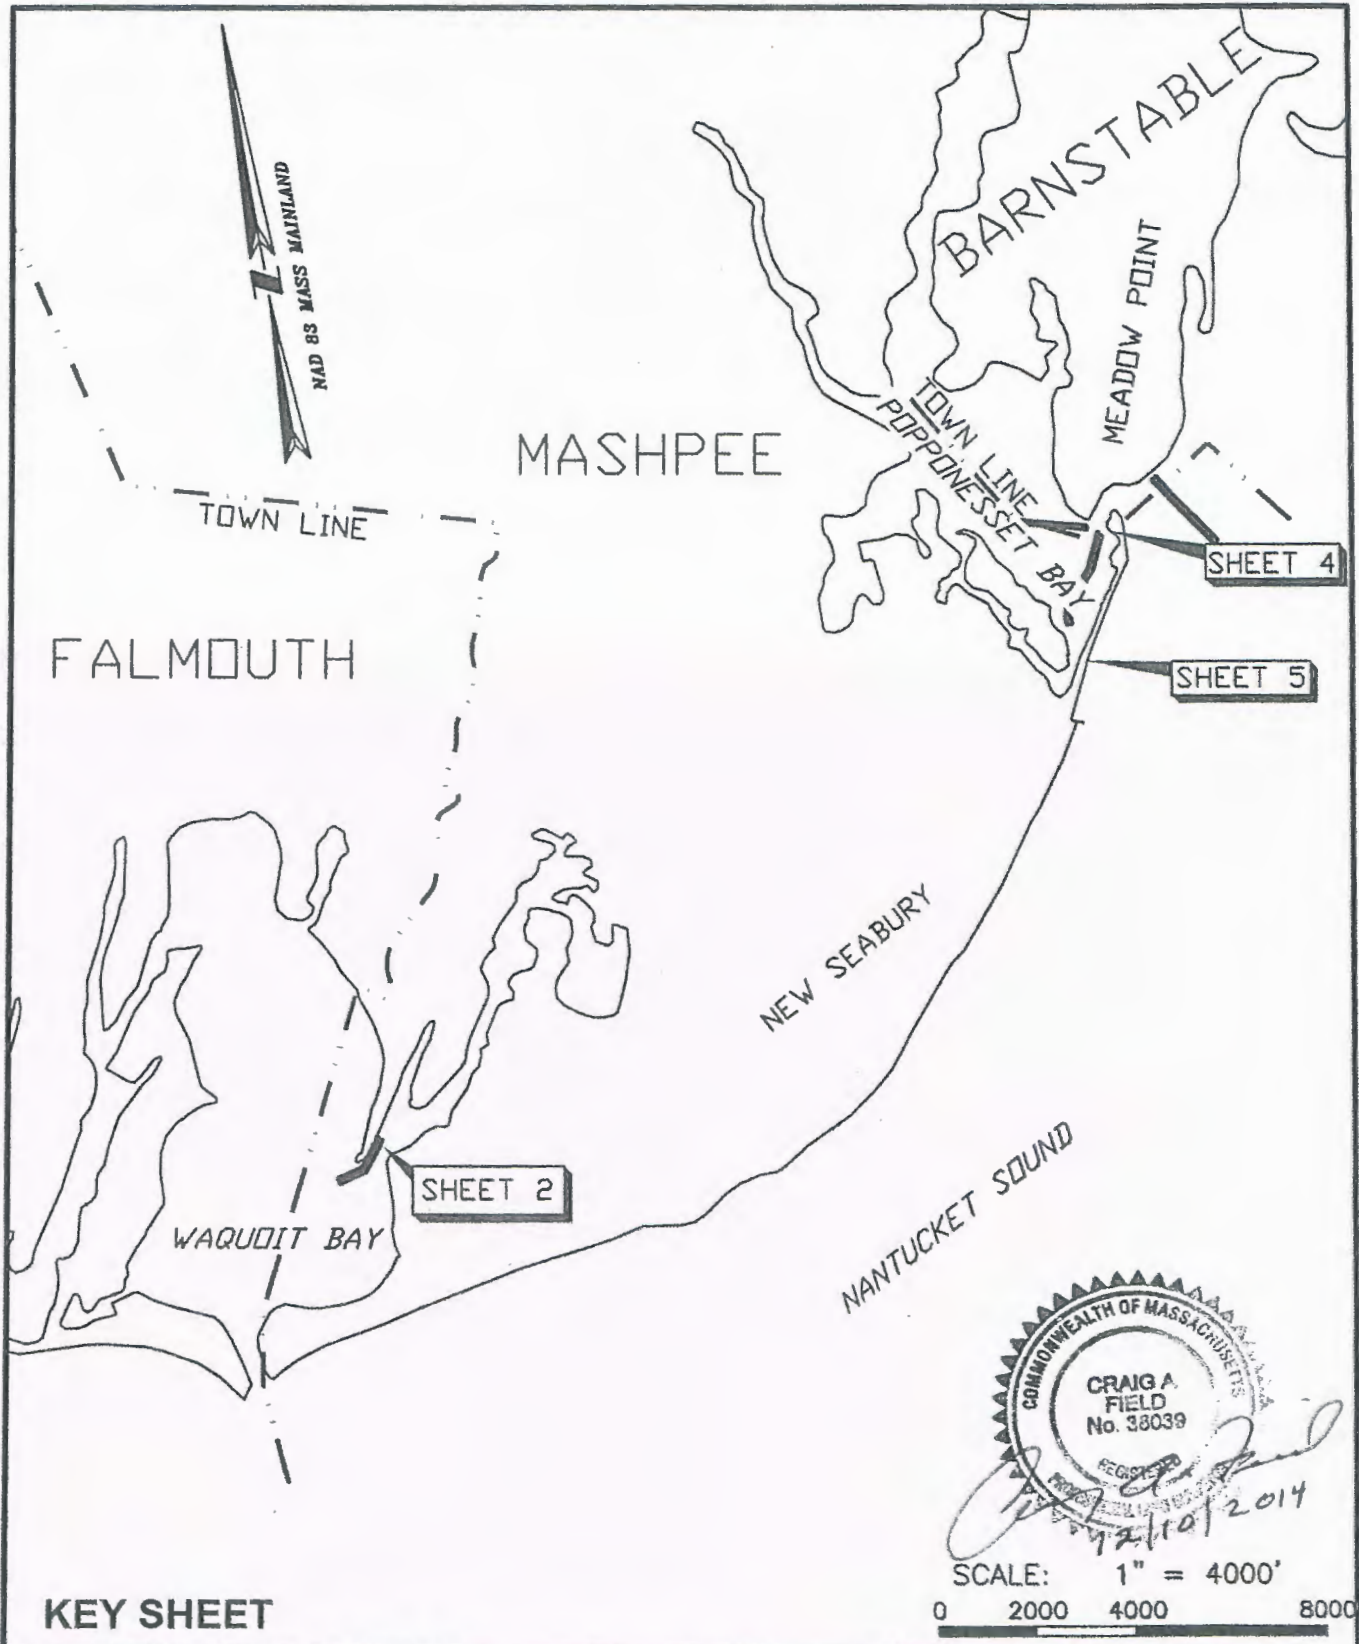 BARNSTABLE
N
NAD 83 MASS MAINLAND
MEADOW POINT
MASHPEE
TOWN LINE
POPPONESSET BAY
TOWN LINE
SHEET 4
FALMOUTH
SHEET 5
NEW SEABURY
SHEET 2
NANTUCKET SOUND
WAQUOIT BAY
COMMONWEALTH OF MASSACHUSETTS
CRAIG A.
FIELD
No. 38039
REGISTERED
12/10/2014
SCALE: 1" = 4000'
KEY SHEET
0 2000 4000 8000